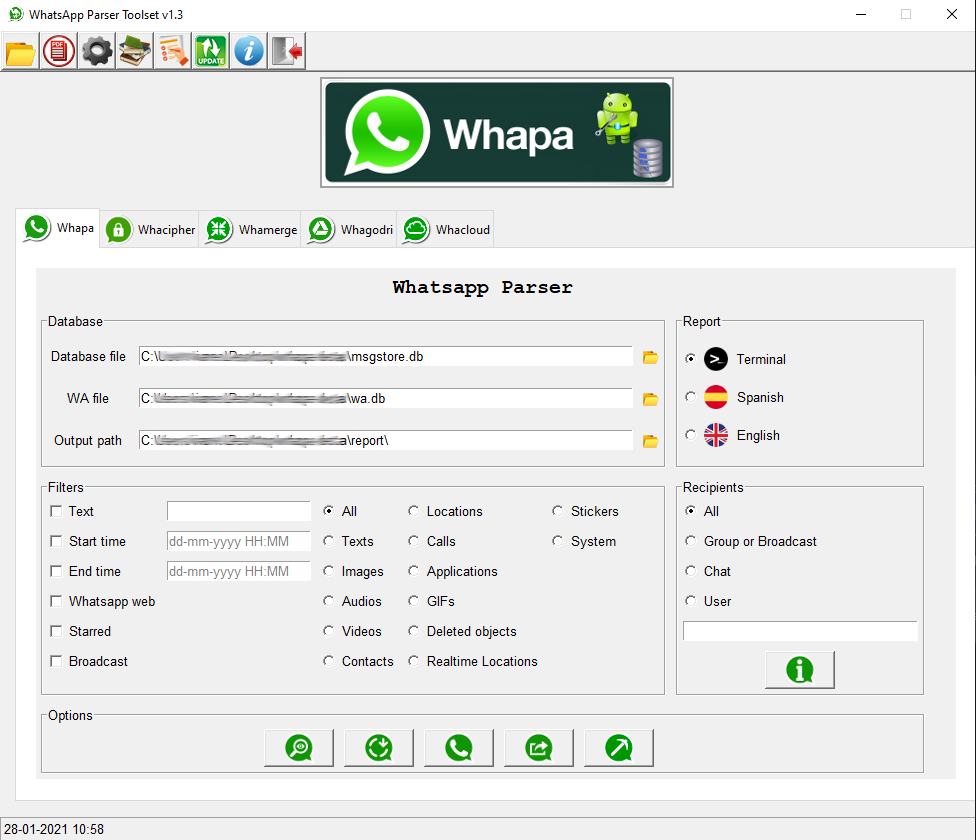 WhatsApp Parser Toolset v1.3
UPDATE
Whapa
Whapa Whacipher Whamerge Whagodri Whacloud
Whatsapp Parser
Database
Database file C:\ \msgstore.db
WA file C:\ \wa.db
Output path C:\ \report\
Report
Terminal
Spanish
English
Filters
Text
Start time dd-mm-yyyy HH:MM
End time dd-mm-yyyy HH:MM
Whatsapp web
Starred
Broadcast
All
Texts
Images
Audios
Videos
Contacts
Locations
Calls
Applications
GIFs
Deleted objects
Realtime Locations
Stickers
System
Recipients
All
Group or Broadcast
Chat
User
Options
28-01-2021 10:58